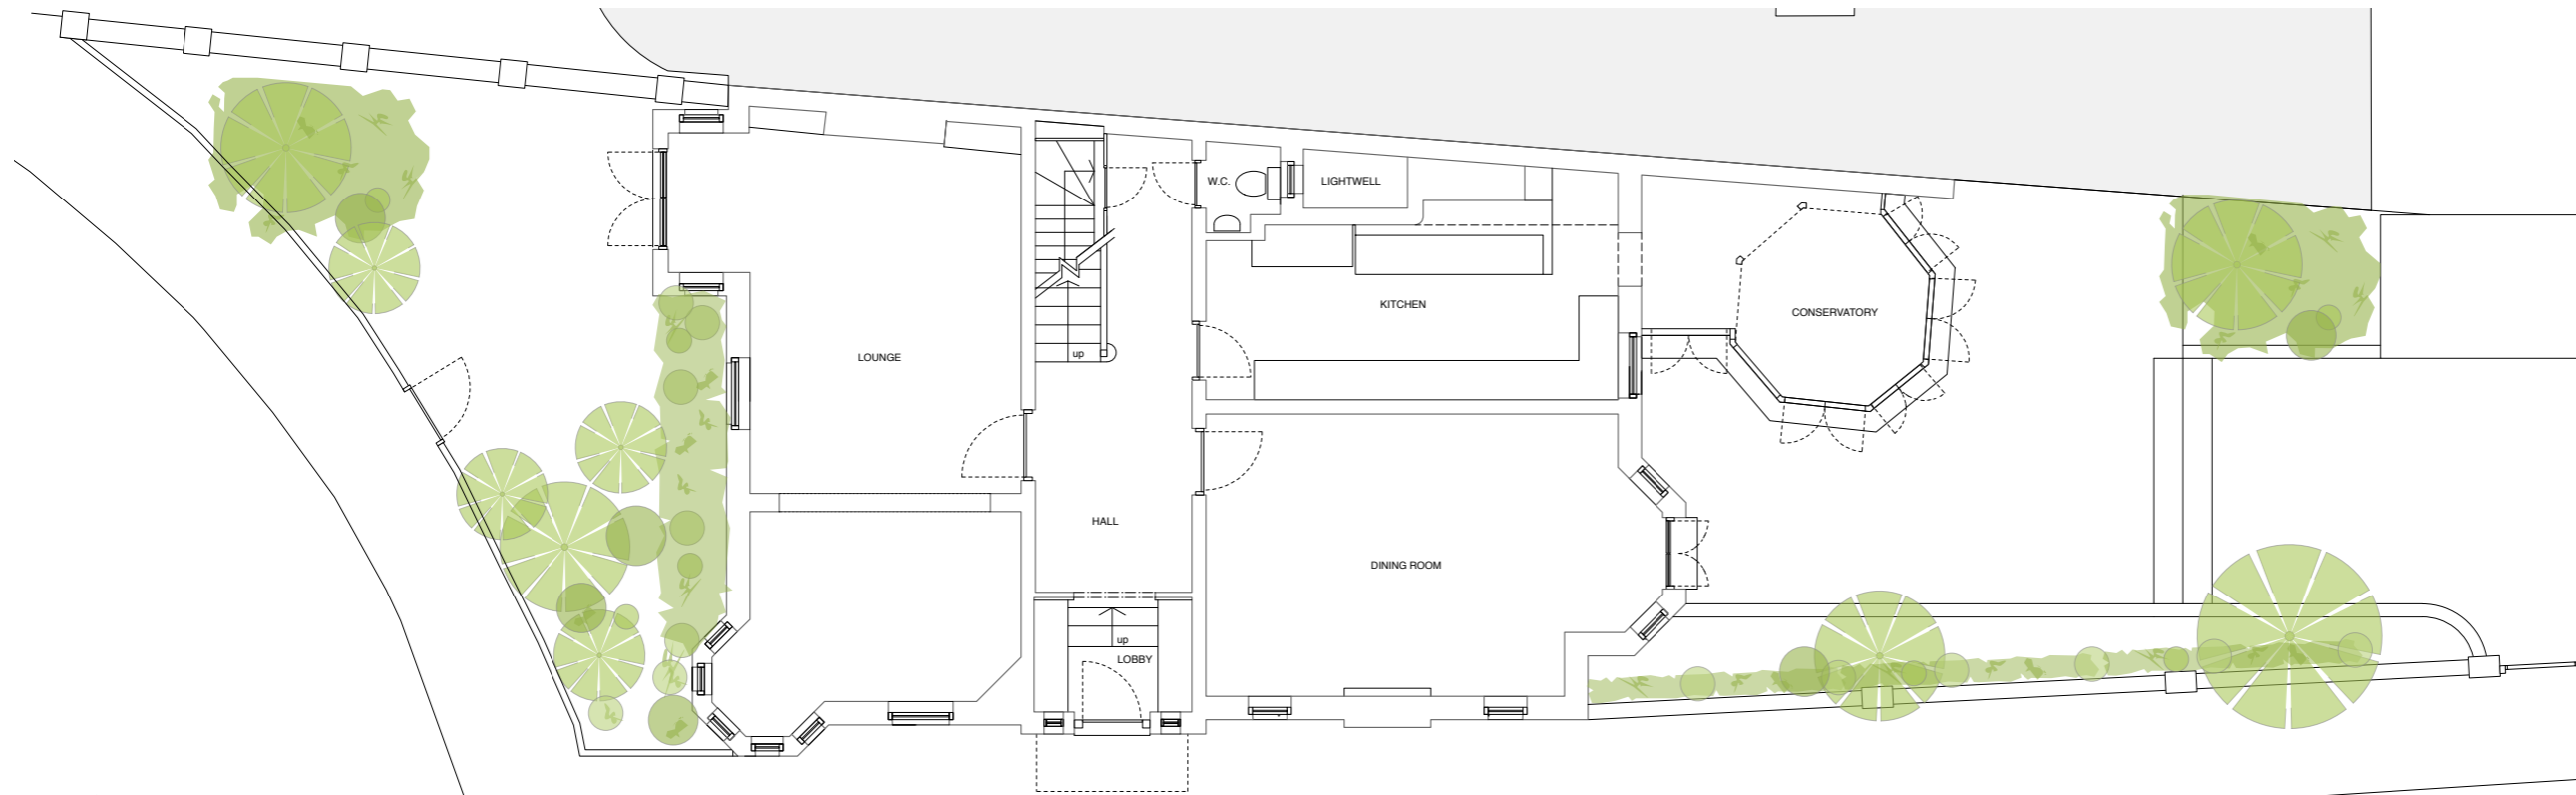 W.C.
LIGHTWELL
KITCHEN
CONSERVATORY
LOUNGE
up
HALL
DINING ROOM
up
LOBBY